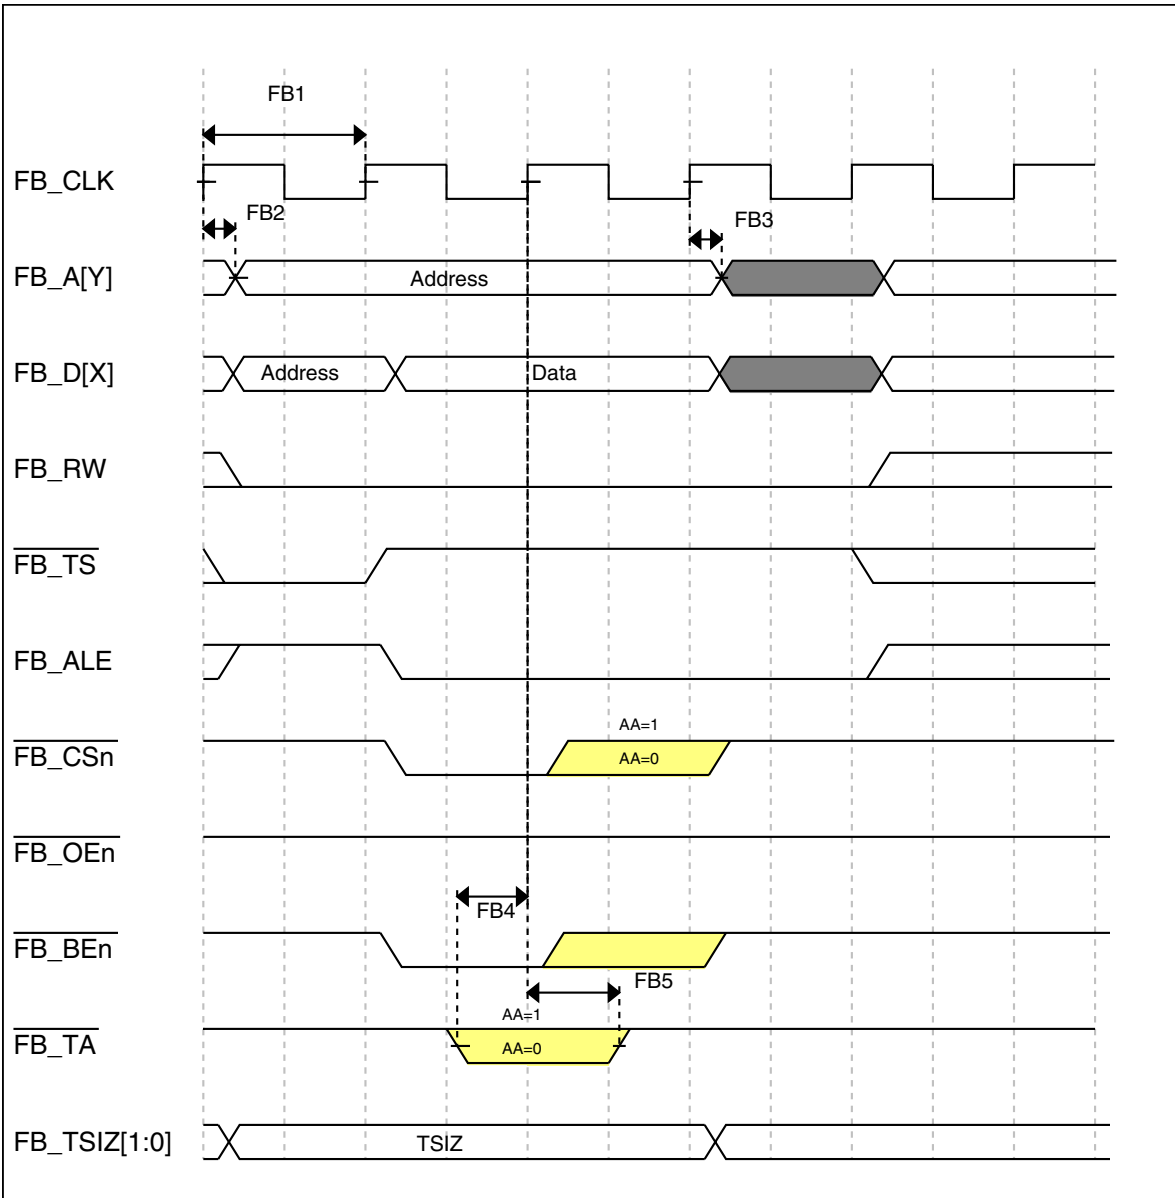 FB1
FB_CLK
FB2
FB3
FB_A[Y]
Address
FB_D[X]
Address
Data
FB_RW
FB_TS
FB_ALE
AA=1
FB_CSn
AA=0
FB_OEn
FB4
FB_BEn
FB5
AA=1
FB_TA
AA=0
FB_TSIZ[1:0]
TSIZ